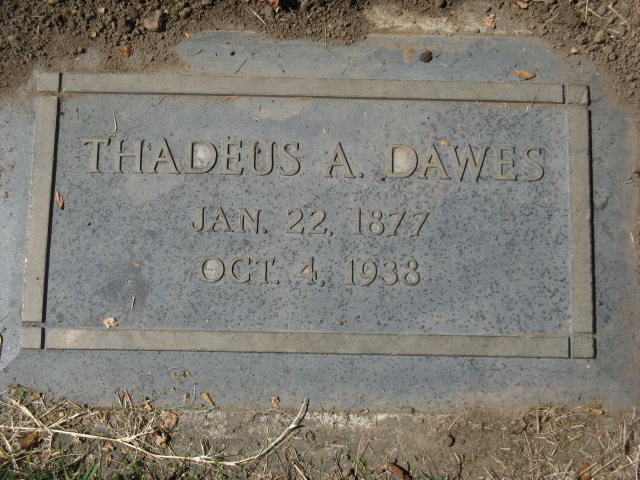 THADEUS A. DAWES
JAN. 22, 1877
OCT. 4, 1938